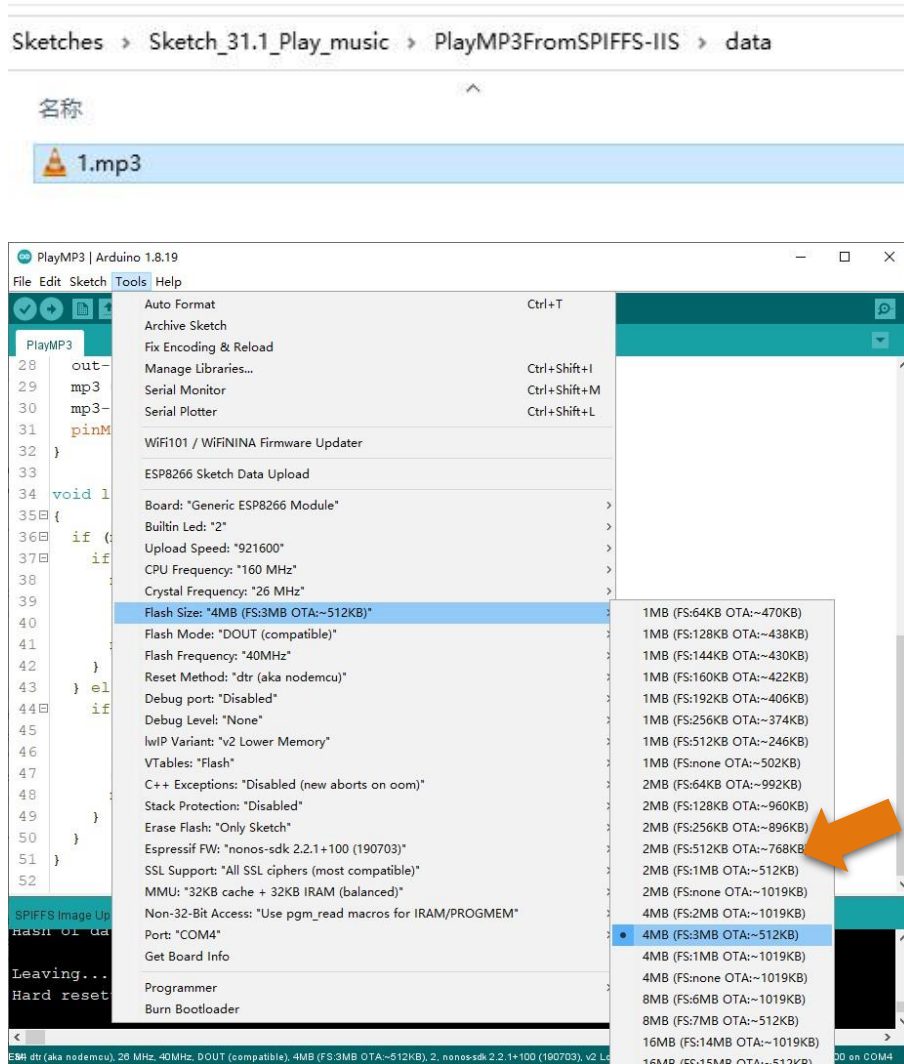 Sketches > Sketch_31.1_Play_music > PlayMP3FromSPIFFS-IIS > data
名称
1.mp3
PlayMP3 | Arduino 1.8.19
File Edit Sketch Tools Help
PlayMP3
Auto Format Ctrl+T
Archive Sketch
Fix Encoding & Reload
Manage Libraries... Ctrl+Shift+I
Serial Monitor Ctrl+Shift+M
Serial Plotter Ctrl+Shift+L
WiFi101 / WiFiNINA Firmware Updater
ESP8266 Sketch Data Upload
Board: "Generic ESP8266 Module"
Builtin Led: "2"
Upload Speed: "921600"
CPU Frequency: "160 MHz"
Crystal Frequency: "26 MHz"
Flash Size: "4MB (FS:3MB OTA:~512KB)"
Flash Mode: "DOUT (compatible)"
Flash Frequency: "40MHz"
Reset Method: "dtr (aka nodemcu)"
Debug port: "Disabled"
Debug Level: "None"
lwIP Variant: "v2 Lower Memory"
VTables: "Flash"
C++ Exceptions: "Disabled (new aborts on oom)"
Stack Protection: "Disabled"
Erase Flash: "Only Sketch"
Espressif FW: "nonos-sdk 2.2.1+100 (190703)"
SSL Support: "All SSL ciphers (most compatible)"
MMU: "32KB cache + 32KB IRAM (balanced)"
Non-32-Bit Access: "Use pgm_read macros for IRAM/PROGMEM"
Port: "COM4"
Get Board Info
Programmer
Burn Bootloader
1MB (FS:64KB OTA:~470KB)
1MB (FS:128KB OTA:~438KB)
1MB (FS:144KB OTA:~430KB)
1MB (FS:160KB OTA:~422KB)
1MB (FS:192KB OTA:~406KB)
1MB (FS:256KB OTA:~374KB)
1MB (FS:512KB OTA:~246KB)
1MB (FS:none OTA:~502KB)
2MB (FS:64KB OTA:~992KB)
2MB (FS:128KB OTA:~960KB)
2MB (FS:256KB OTA:~896KB)
2MB (FS:512KB OTA:~768KB)
2MB (FS:1MB OTA:~512KB)
2MB (FS:none OTA:~1019KB)
4MB (FS:2MB OTA:~1019KB)
4MB (FS:3MB OTA:~512KB)
4MB (FS:1MB OTA:~1019KB)
4MB (FS:none OTA:~1019KB)
8MB (FS:6MB OTA:~1019KB)
8MB (FS:7MB OTA:~512KB)
16MB (FS:14MB OTA:~1019KB)
16MB (FS:15MB OTA:~512KB)
28 out-
29 mp3
30 mp3-
31 pinM
32 }
33
34 void l
35 {
36 if (
37 if
38
39
40
41
42 }
43 } el
44 if
45
46
47
48
49 }
50 }
51 }
52
SPIFFS Image Up
Hash of da
Leaving...
Hard reset
dtr (aka nodemcu), 26 MHz, 40MHz, DOUT (compatible), 4MB (FS:3MB OTA:~512KB), 2, nonos-sdk 2.2.1+100 (190703), v2 Lo
00 on COM4